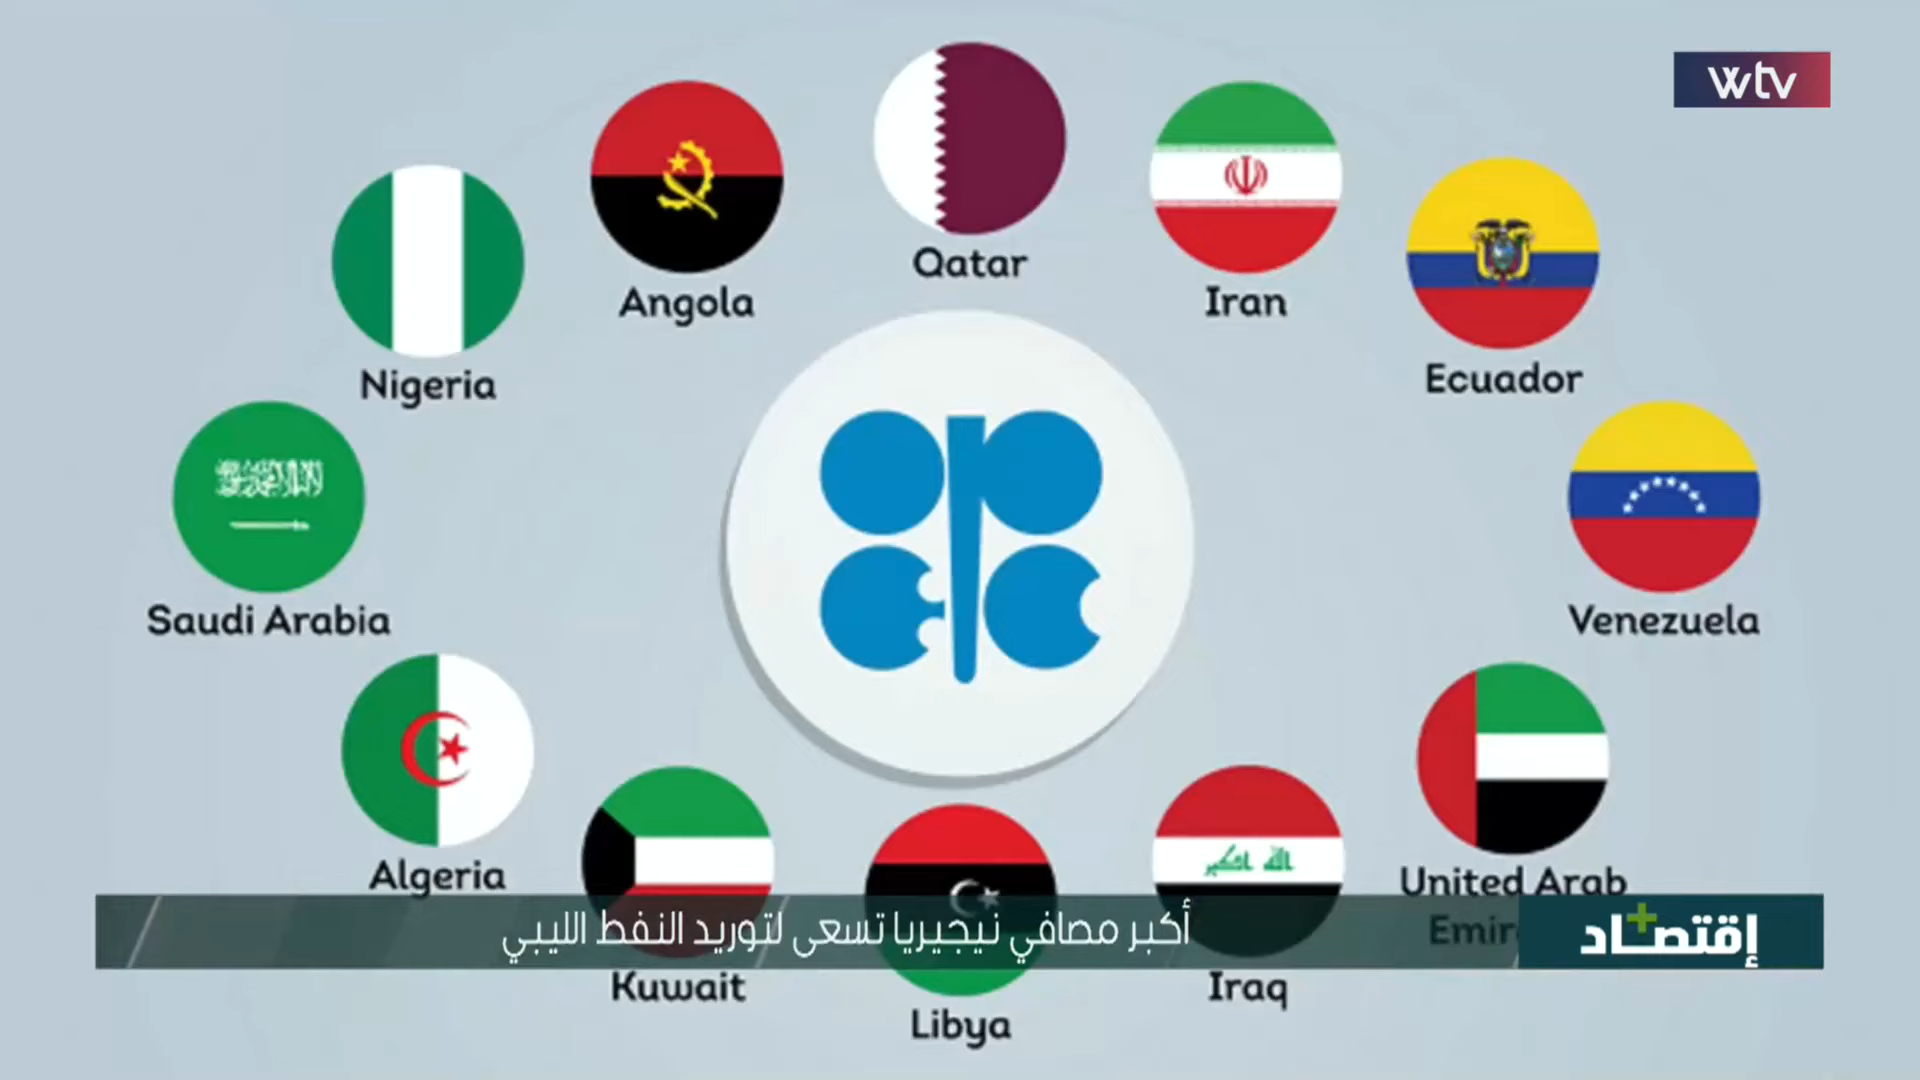 wtv
Qatar
Iran
Angola
Ecuador
Nigeria
Saudi Arabia
Venezuela
Algeria
United Arab
أكبر مصافي نيجيريا تسعى لتوريد النفط الليبي
إقتصاد+
Kuwait
Iraq
Libya